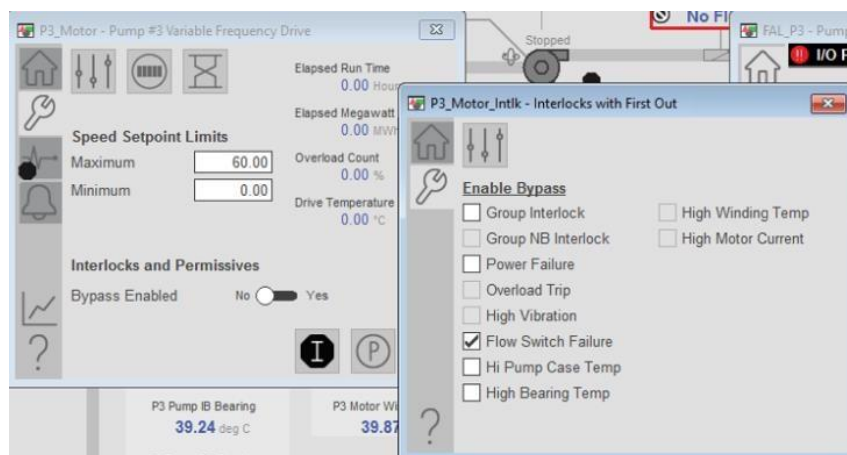 P3_Motor - Pump #3 Variable Frequency Drive
Elapsed Run Time
0.00 Hours
Elapsed Megawatt
0.00 MWh
Speed Setpoint Limits
Maximum 60.00
Minimum 0.00
Overload Count
0.00 %
Drive Temperature
0.00 °C
Interlocks and Permissives
Bypass Enabled No Yes
I P
?
Stopped
No Fl
FAL_P3 - Pump
!! I/O F
P3_Motor_Intlk - Interlocks with First Out
Enable Bypass
Group Interlock
Group NB Interlock
Power Failure
Overload Trip
High Vibration
Flow Switch Failure
Hi Pump Case Temp
High Bearing Temp
High Winding Temp
High Motor Current
?
P3 Pump IB Bearing
39.24 deg C
P3 Motor Wi
39.87